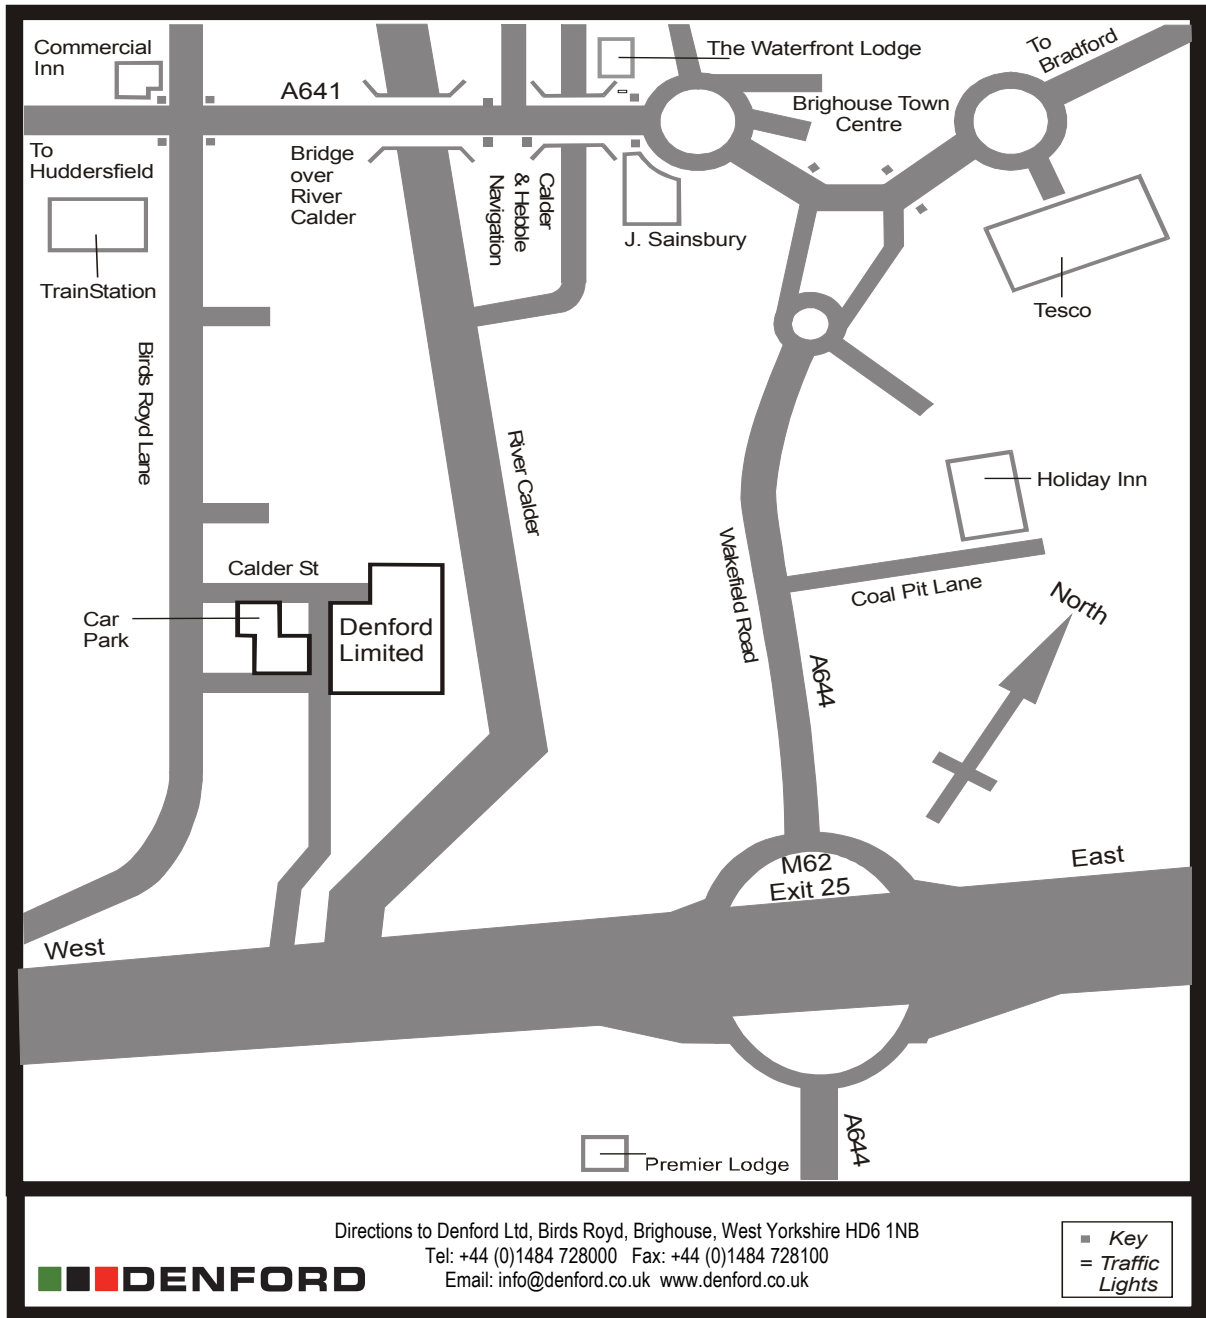 Commercial
Inn
A641
The Waterfront Lodge
To
Bradford
Brighouse Town
Centre
To
Huddersfield
Bridge
over
River
Calder
Calder
& Hebble
Navigation
J. Sainsbury
TrainStation
Tesco
Birds Royd Lane
River Calder
Holiday Inn
Wakefield Road
Coal Pit Lane
Calder St
Car
Park
Denford
Limited
North
A644
M62
Exit 25
East
West
A644
Premier Lodge
Directions to Denford Ltd, Birds Royd, Brighouse, West Yorkshire HD6 1NB
Tel: +44 (0)1484 728000 Fax: +44 (0)1484 728100
Email: info@denford.co.uk www.denford.co.uk
DENFORD
Key
= Traffic
Lights